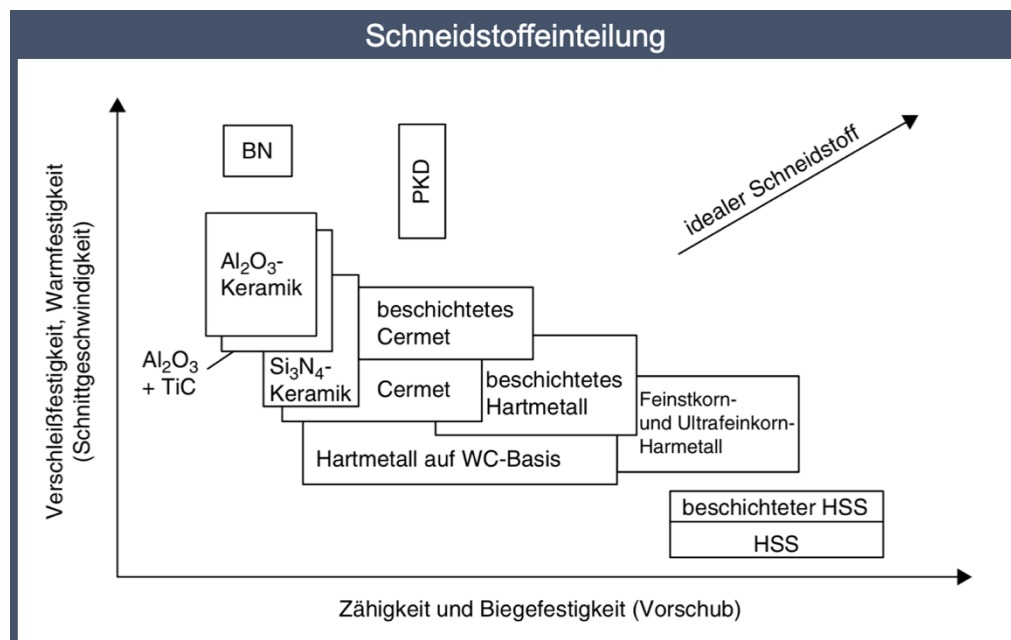 Schneidstoffeinteilung
Verschleißfestigkeit, Warmfestigkeit
(Schnittgeschwindigkeit)
BN
PKD
idealer Schneidstoff
Al₂O₃-
Keramik
Al₂O₃
+ TiC
Si₃N₄-
Keramik
beschichtetes
Cermet
Cermet
beschichtetes
Hartmetall
Feinstkorn-
und Ultrafeinkorn-
Harmetall
Hartmetall auf WC-Basis
beschichteter HSS
HSS
Zähigkeit und Biegefestigkeit (Vorschub)